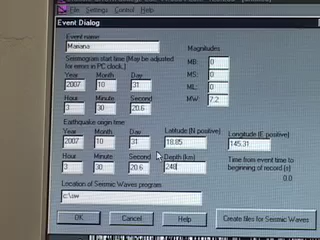 File Settings Control Help
Event Dialog
Event name
Mariana
Seismogram start time (May be adjusted
for errors in PC clock.)
Year Month Day
2007 10 31
Hour Minute Second
3 30 20.6
Magnitudes
MB: 0
MS: 0
ML: 0
MW: 7.2
Earthquake origin time
Year Month Day
2007 10 31
Hour Minute Second
3 30 20.6
Latitude (N positive)
18.85
Longitude (E positive)
145.31
Depth (km)
248
Time from event time to
beginning of record (s)
0.0
Location of Seismic Waves program
c:\sw
OK Cancel Help Create files for Seismic Waves